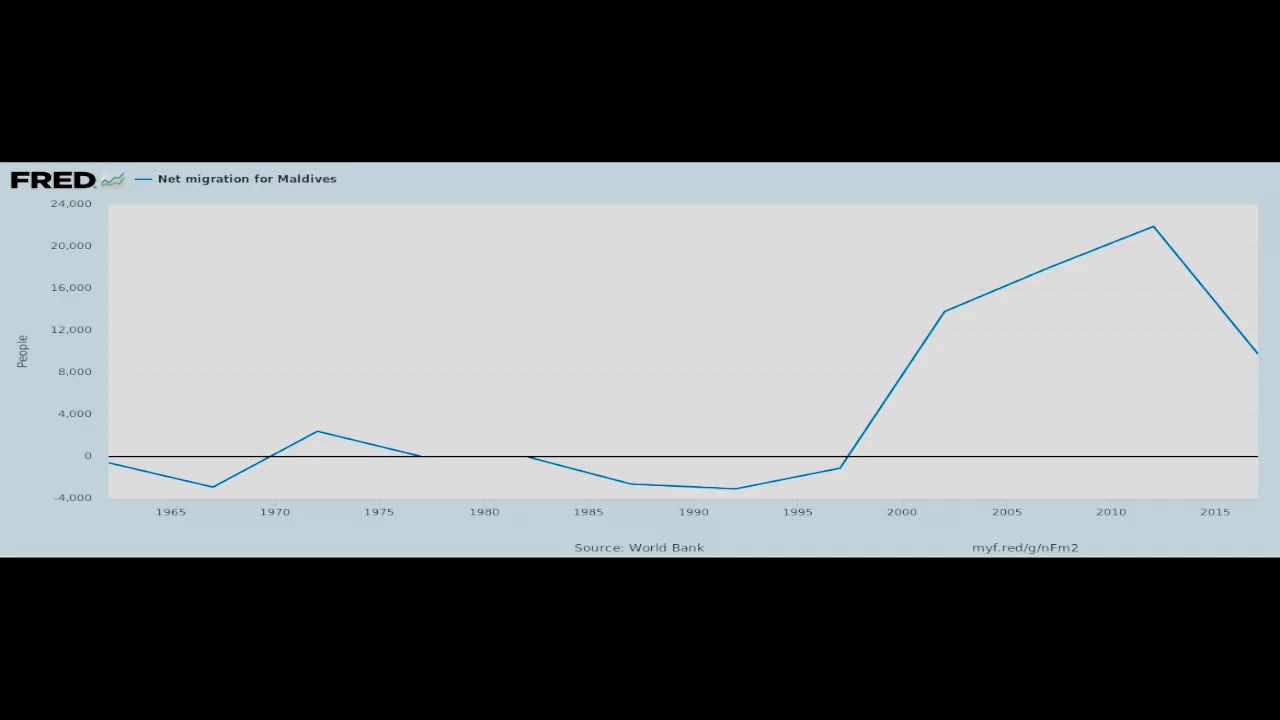 FRED
Net migration for Maldives
24,000
20,000
16,000
12,000
8,000
4,000
0
-4,000
People
1965 1970 1975 1980 1985 1990 1995 2000 2005 2010 2015
Source: World Bank
myf.red/g/nFm2